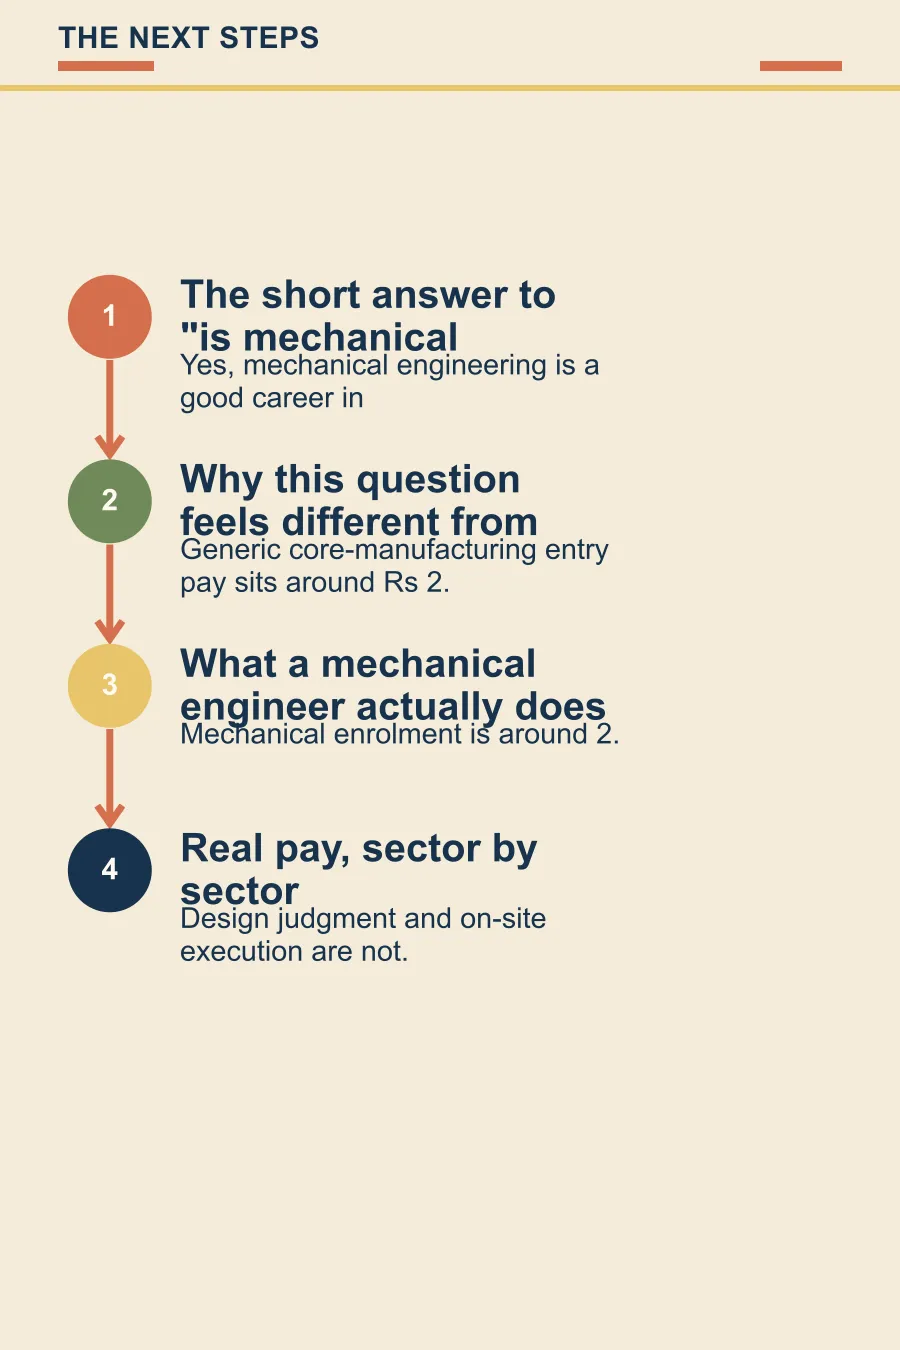 THE NEXT STEPS
1
The short answer to
"is mechanical
Yes, mechanical engineering is a
good career in
2
Why this question
feels different from
Generic core-manufacturing entry
pay sits around Rs 2.
3
What a mechanical
engineer actually does
Mechanical enrolment is around 2.
4
Real pay, sector by
sector
Design judgment and on-site
execution are not.